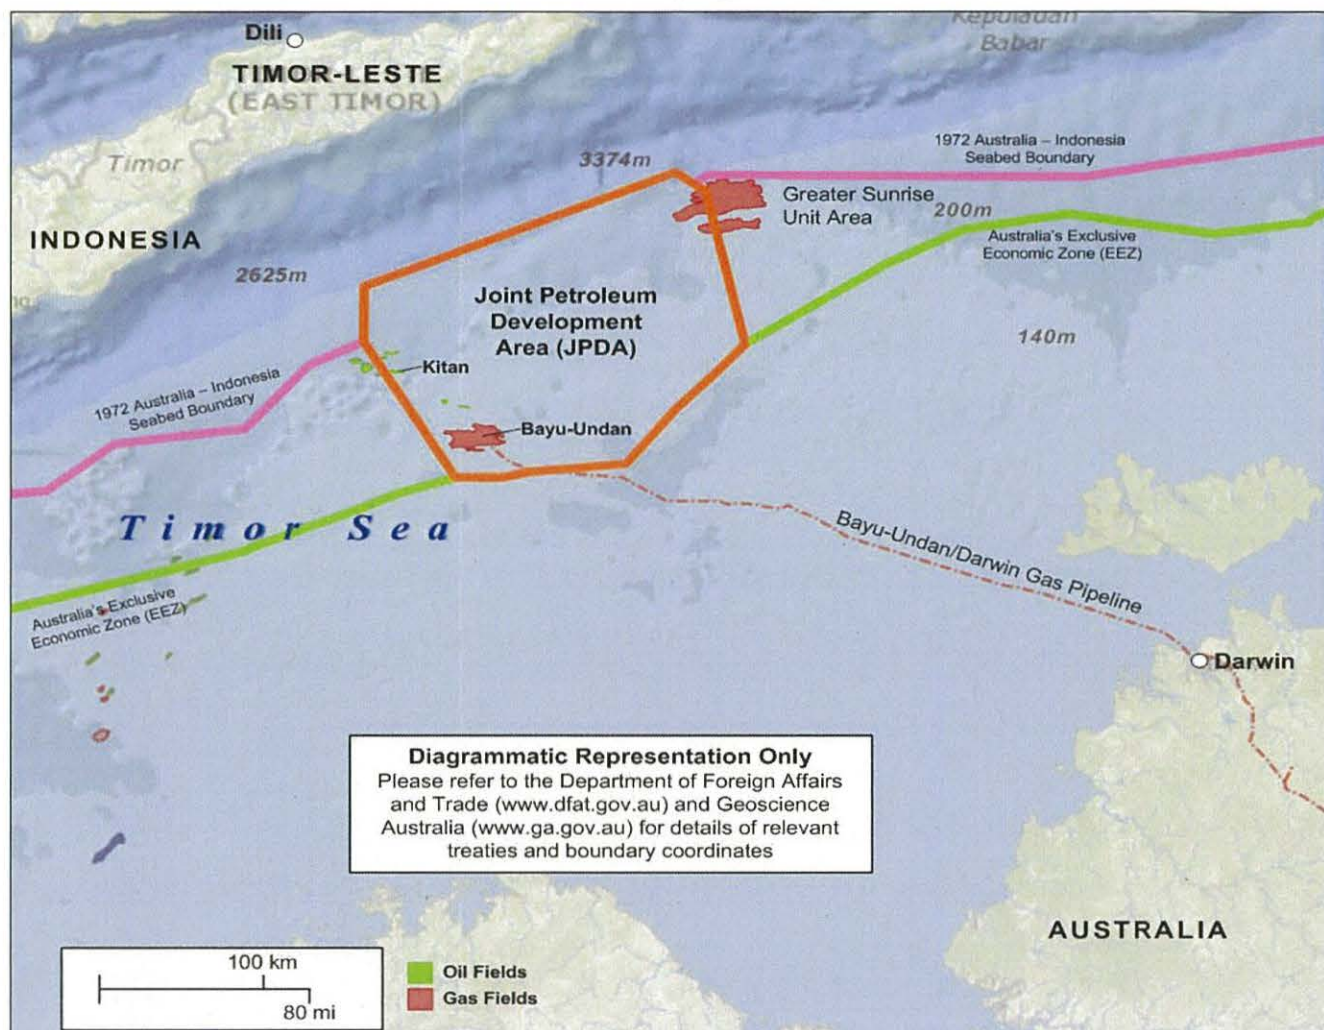 Kepulauan
Babar
Dili
TIMOR-LESTE
(EAST TIMOR)
Timor
INDONESIA
3374m
1972 Australia – Indonesia
Seabed Boundary
Greater Sunrise
Unit Area
200m
Australia's Exclusive
Economic Zone (EEZ)
2625m
Joint Petroleum
Development
Area (JPDA)
140m
Kitan
1972 Australia – Indonesia
Seabed Boundary
Bayu-Undan
Timor Sea
Bayu-Undan/Darwin Gas Pipeline
Australia's Exclusive
Economic Zone (EEZ)
Darwin
Diagrammatic Representation Only
Please refer to the Department of Foreign Affairs
and Trade (www.dfat.gov.au) and Geoscience
Australia (www.ga.gov.au) for details of relevant
treaties and boundary coordinates
AUSTRALIA
100 km
80 mi
Oil Fields
Gas Fields